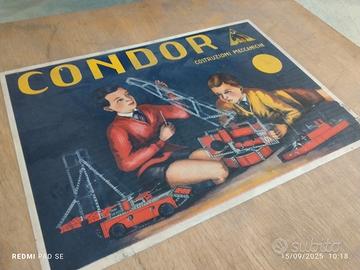 CONDOR
COSTRUZIONI MECCANICHE
REDMI PAD SE
subito
15/09/2025 10:18